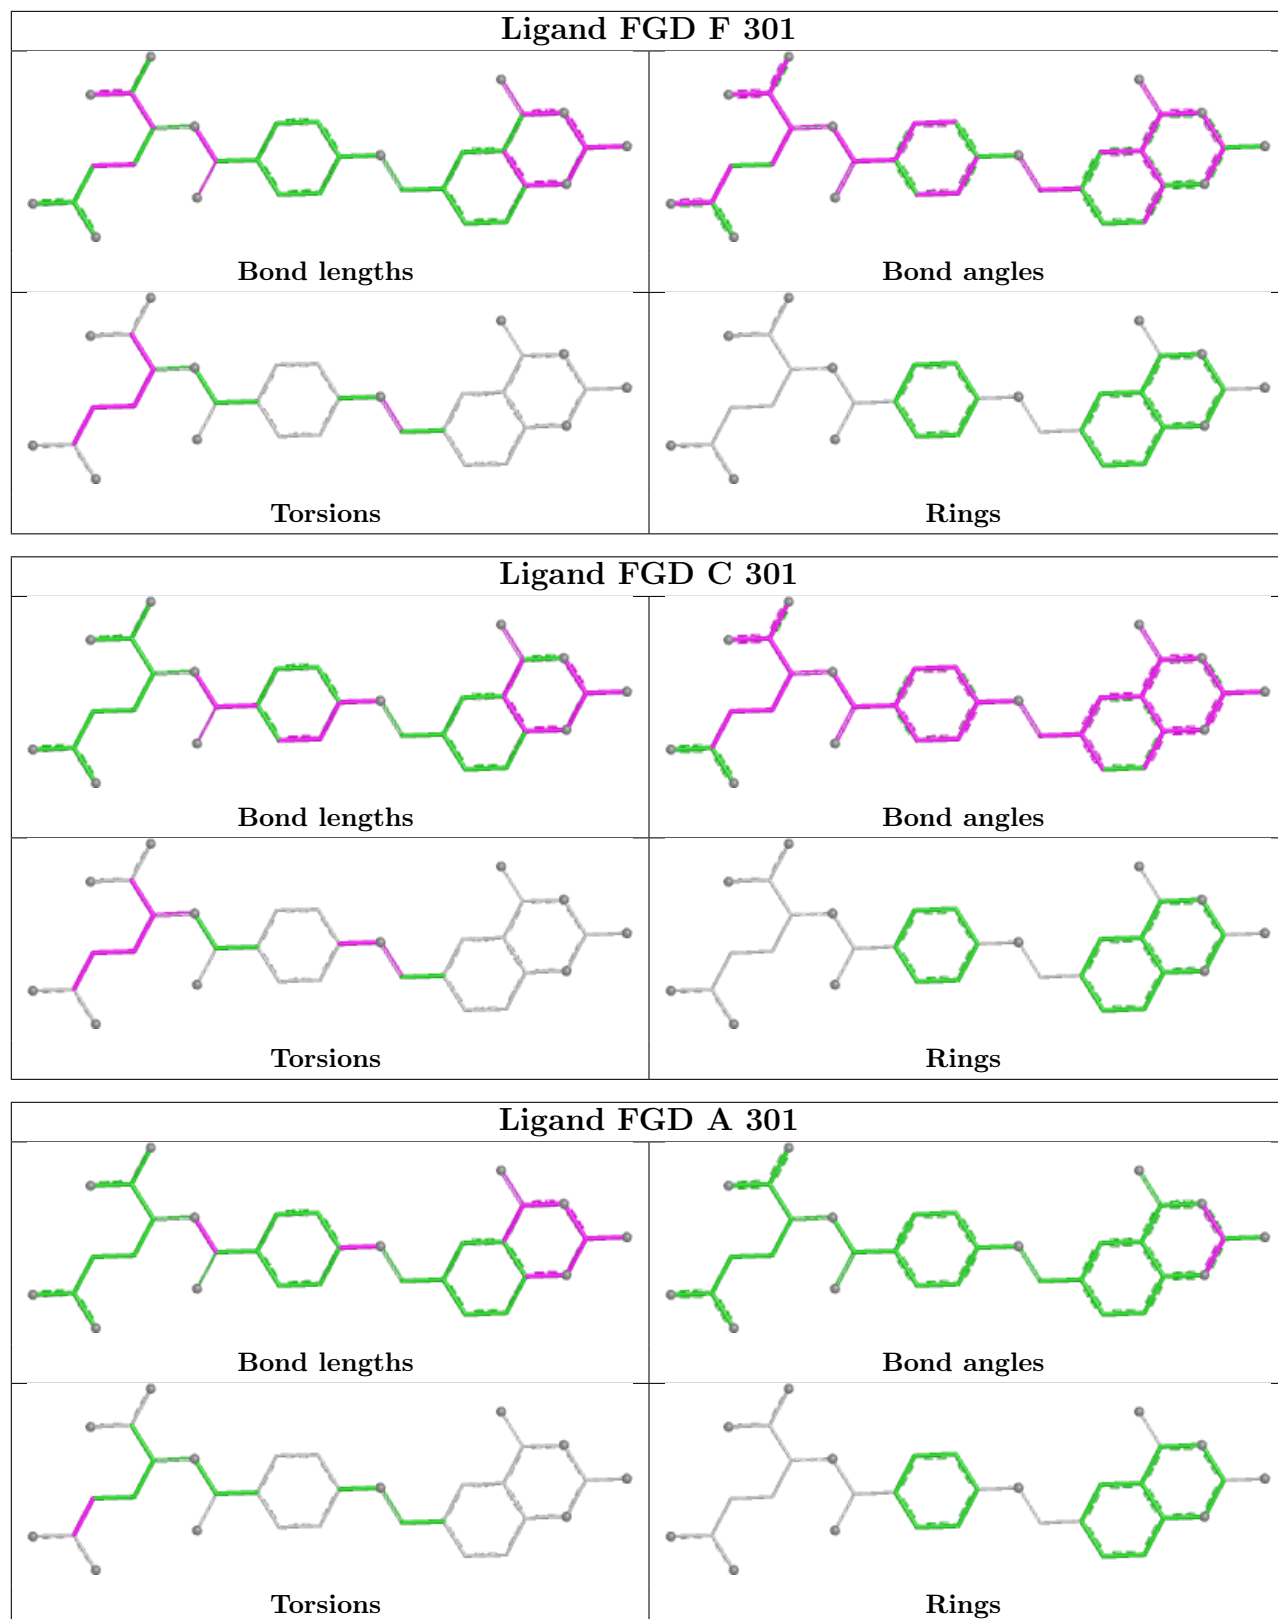 Ligand FGD F 301
Bond lengths
Bond angles
Torsions
Rings
Ligand FGD C 301
Bond lengths
Bond angles
Torsions
Rings
Ligand FGD A 301
Bond lengths
Bond angles
Torsions
Rings